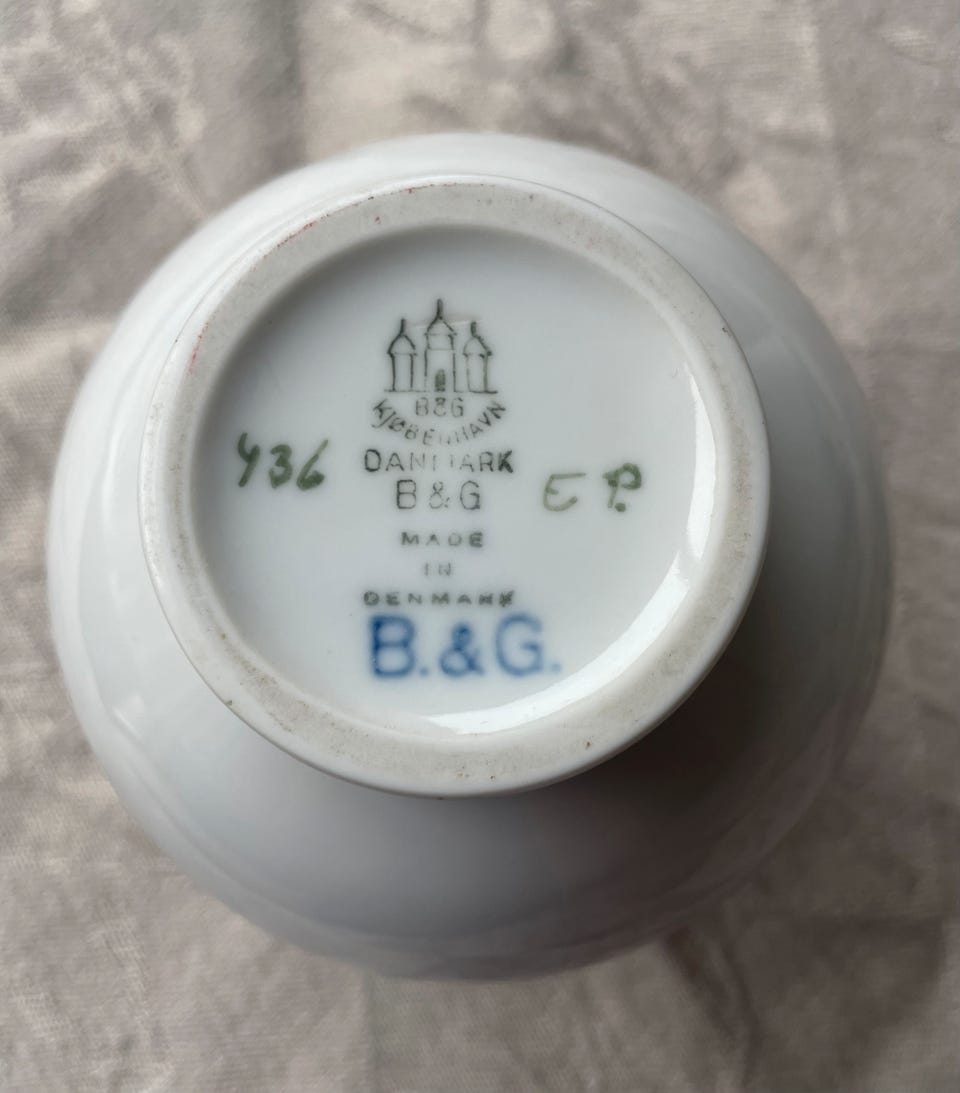 B&G
KJØBENHAVN
DANMARK
B&G
436
E P.
MADE
IN
DENMARK
B.&G.